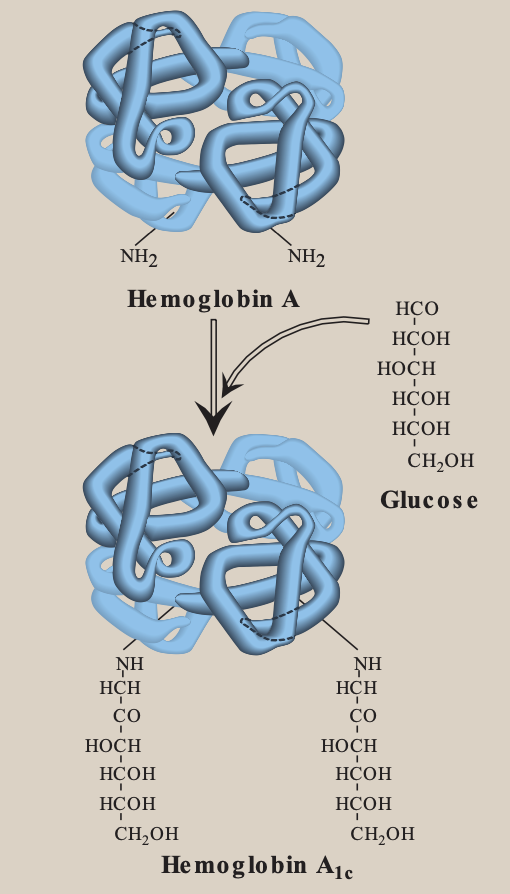 NH₂ NH₂
Hemoglobin A
HCO
HCOH
HOCH
HCOH
HCOH
CH₂OH
Glucose
NH NH
HCH HCH
CO CO
HOCH HOCH
HCOH HCOH
HCOH HCOH
CH₂OH CH₂OH
Hemoglobin A₁c